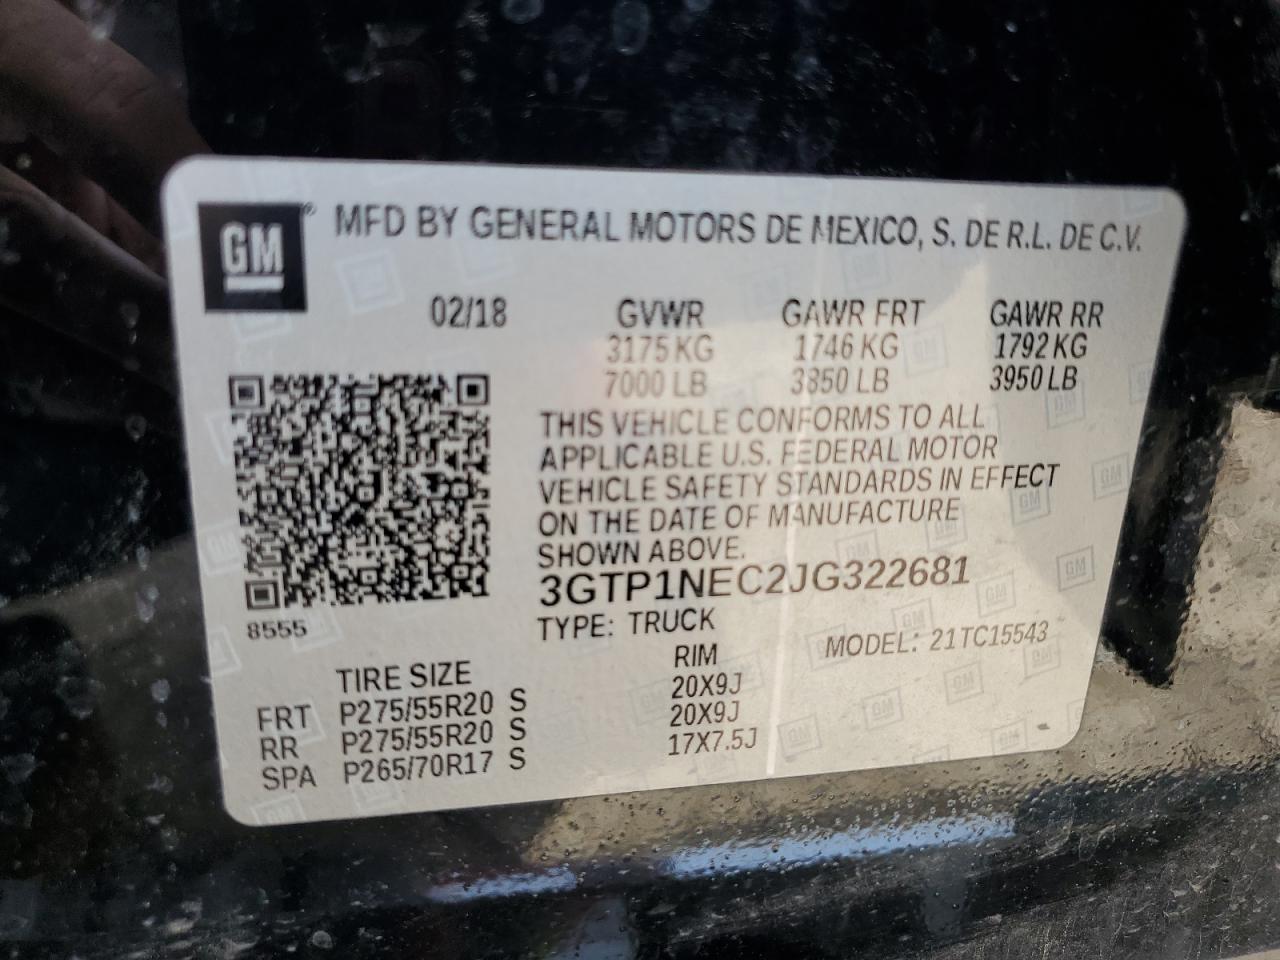 GM® MFD BY GENERAL MOTORS DE MEXICO, S. DE R.L. DE C.V.
02/18 GVWR GAWR FRT GAWR RR
3175 KG 1746 KG 1792 KG
7000 LB 3850 LB 3950 LB
THIS VEHICLE CONFORMS TO ALL
APPLICABLE U.S. FEDERAL MOTOR
VEHICLE SAFETY STANDARDS IN EFFECT
ON THE DATE OF MANUFACTURE
SHOWN ABOVE.
3GTP1NEC2JG322681
8555
TYPE: TRUCK MODEL: 21TC15543
TIRE SIZE RIM
FRT P275/55R20 S 20X9J
RR P275/55R20 S 20X9J
SPA P265/70R17 S 17X7.5J